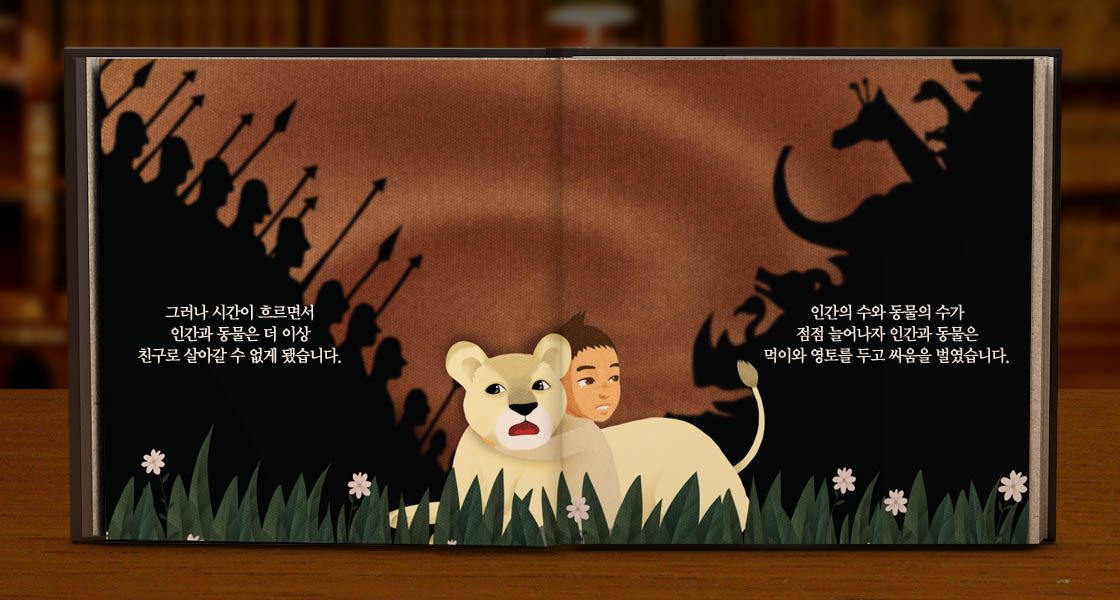 그러나 시간이 흐르면서
인간과 동물은 더 이상
친구로 살아갈 수 없게 됐습니다.
인간의 수와 동물의 수가
점점 늘어나자 인간과 동물은
먹이와 영토를 두고 싸움을 벌였습니다.